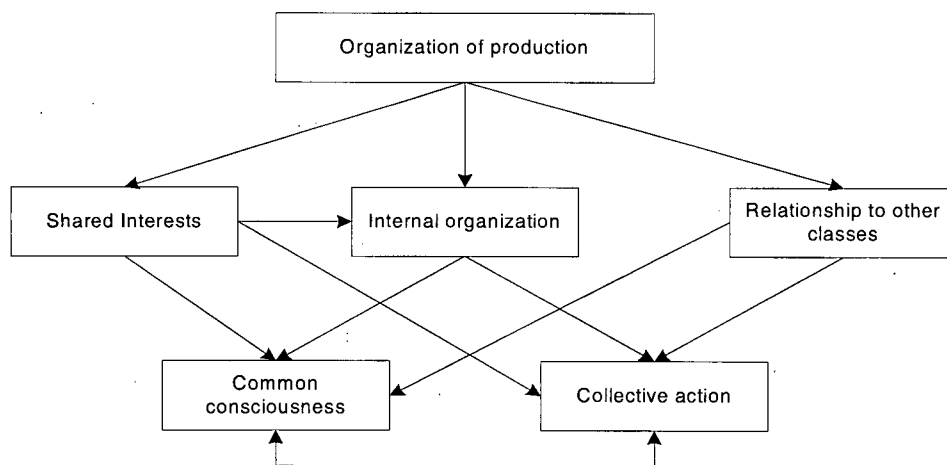 Organization of production
Shared Interests
Internal organization
Relationship to other
classes
Common
consciousness
Collective action